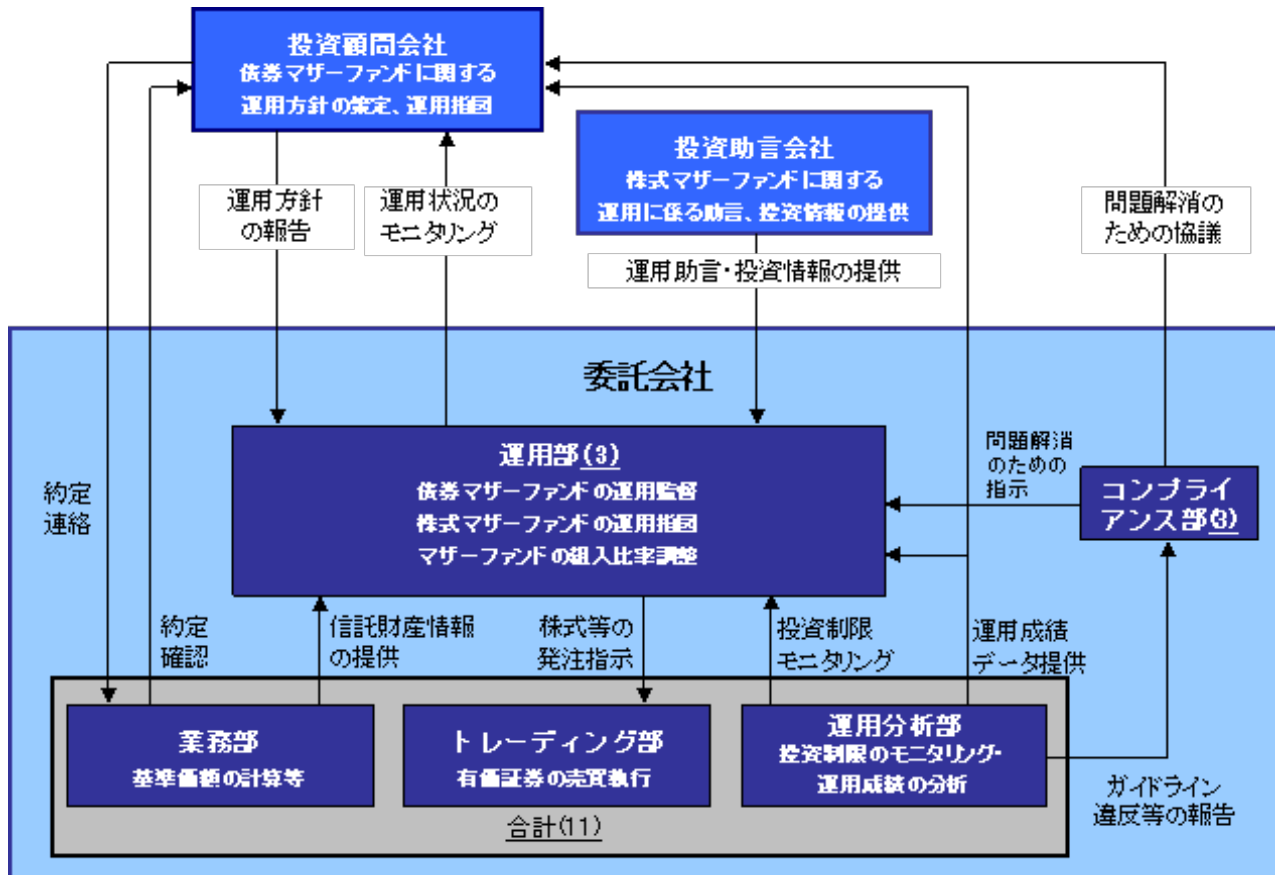 投資顧問会社
債券マザーファンドに関する
運用方針の策定、運用指図
投資助言会社
株式マザーファンドに関する
運用に係る助言、投資情報の提供
運用方針
の報告
運用状況の
モニタリング
運用助言・投資情報の提供
問題解消の
ための協議
委託会社
約定
連絡
運用部(3)
債券マザーファンドの運用監督
株式マザーファンドの運用指図
マザーファンドの組入比率調整
問題解消
のための
指示
コンプライ
アンス部(3)
約定
確認
信託財産情報
の提供
株式等の
発注指示
投資制限
モニタリング
運用成績
データ提供
業務部
基準価額の計算等
トレーディング部
有価証券の売買執行
運用分析部
投資制限のモニタリング・
運用成績の分析
ガイドライン
違反等の報告
合計(11)